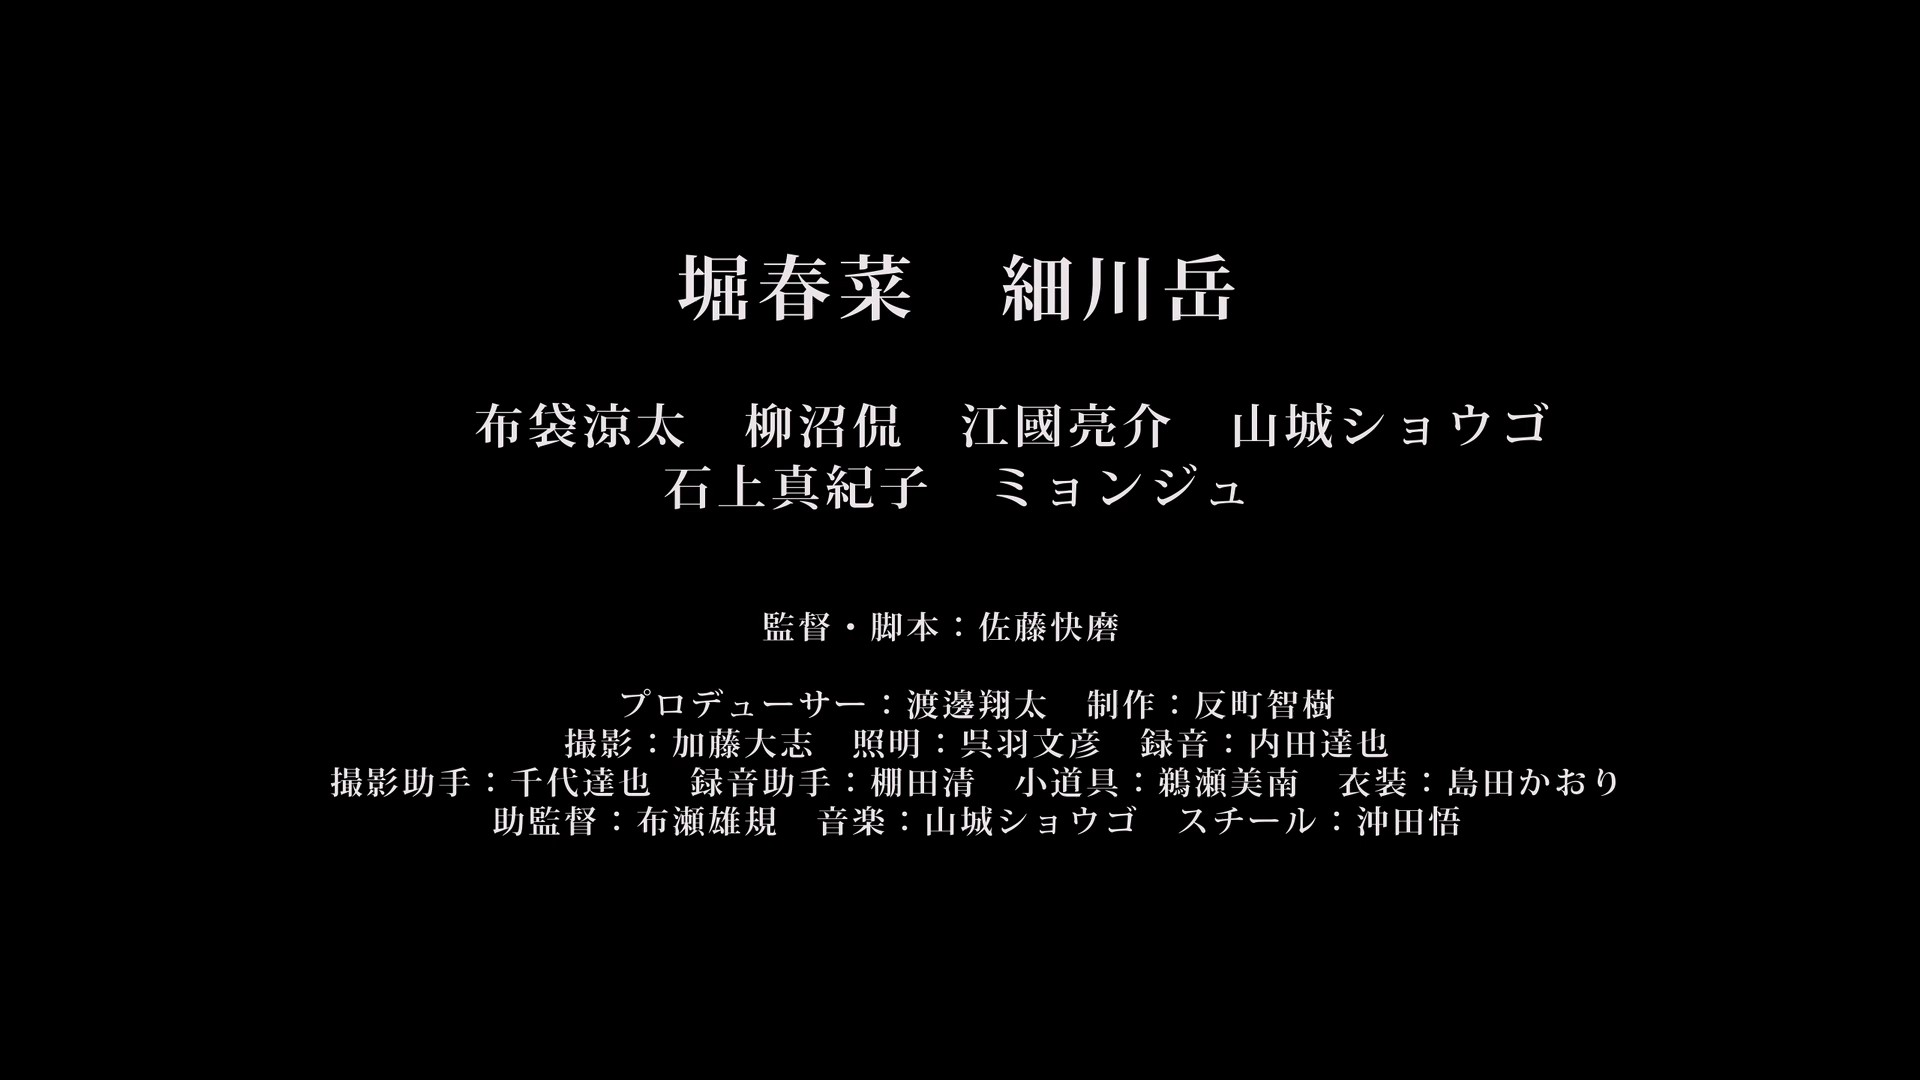 堀春菜　細川岳
布袋涼太　柳沼侃　江國亮介　山城ショウゴ
石上真紀子　ミョンジュ
監督・脚本：佐藤快磨
プロデューサー：渡邊翔太　制作：反町智樹
撮影：加藤大志　照明：呉羽文彦　録音：内田達也
撮影助手：千代達也　録音助手：棚田清　小道具：鵜瀬美南　衣装：島田かおり
助監督：布瀬雄規　音楽：山城ショウゴ　スチール：沖田悟